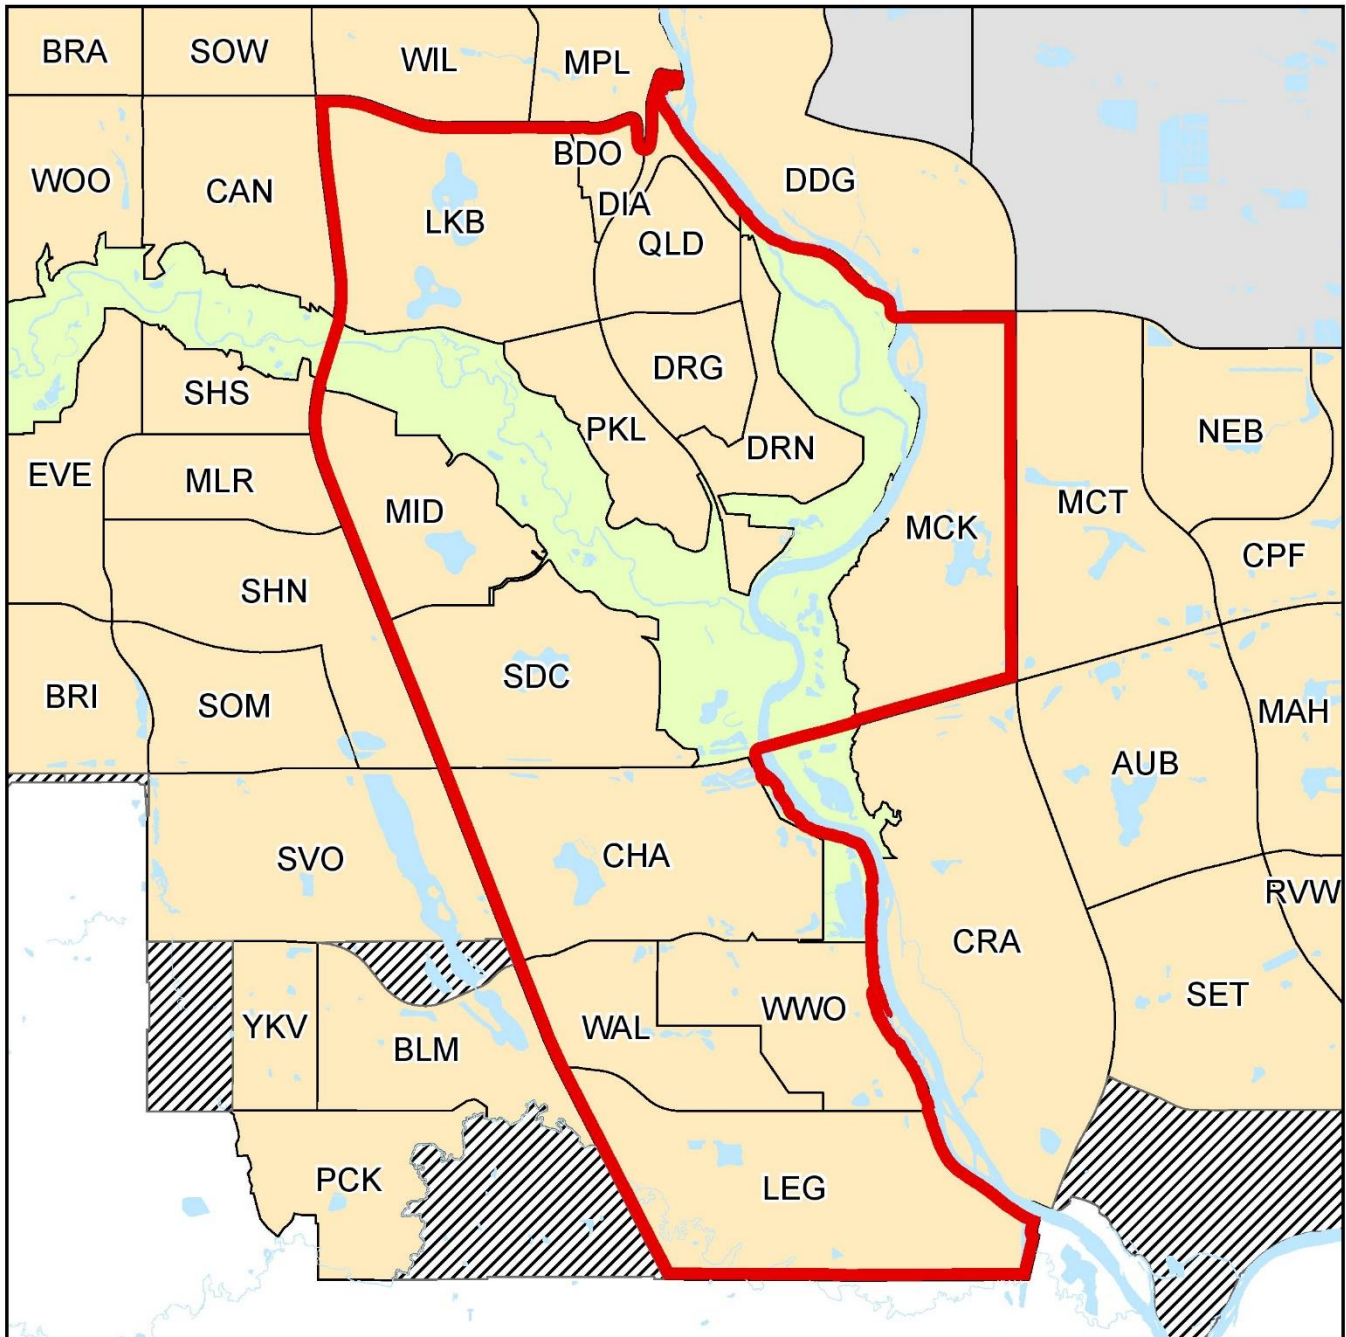 BRA
SOW
WIL
MPL
WOO
CAN
LKB
BDO
DIA
QLD
DDG
SHS
DRG
PKL
DRN
NEB
EVE
MLR
MID
MCK
MCT
SHN
CPF
BRI
SOM
SDC
MAH
AUB
SVO
CHA
RVW
CRA
SET
YKV
BLM
WAL
WWO
PCK
LEG